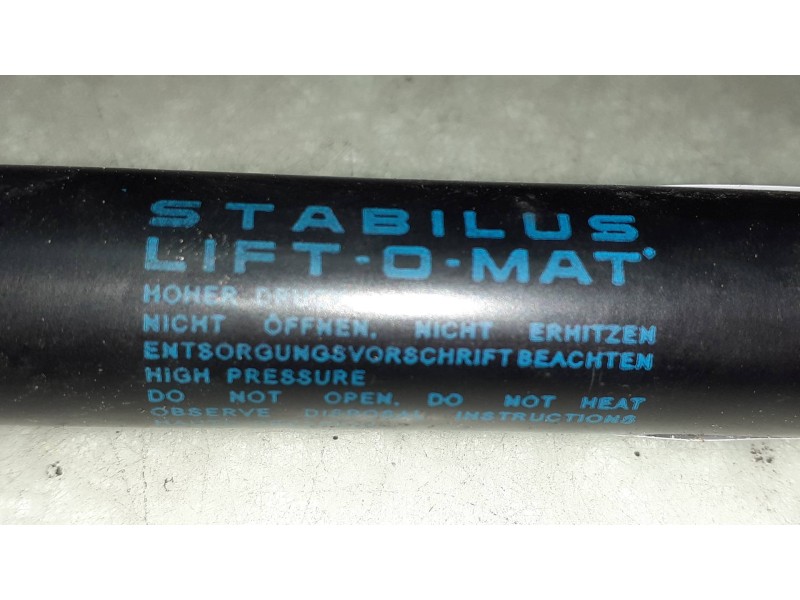 STABILUS
LIFT-O-MAT
HOHER
NICHT ÖFFNEN. NICHT ERHITZEN
ENTSORGUNGSVORSCHRIFT BEACHTEN
HIGH PRESSURE
DO NOT OPEN. DO NOT HEAT
OBSERVE DISPOSAL INSTRUCTIONS